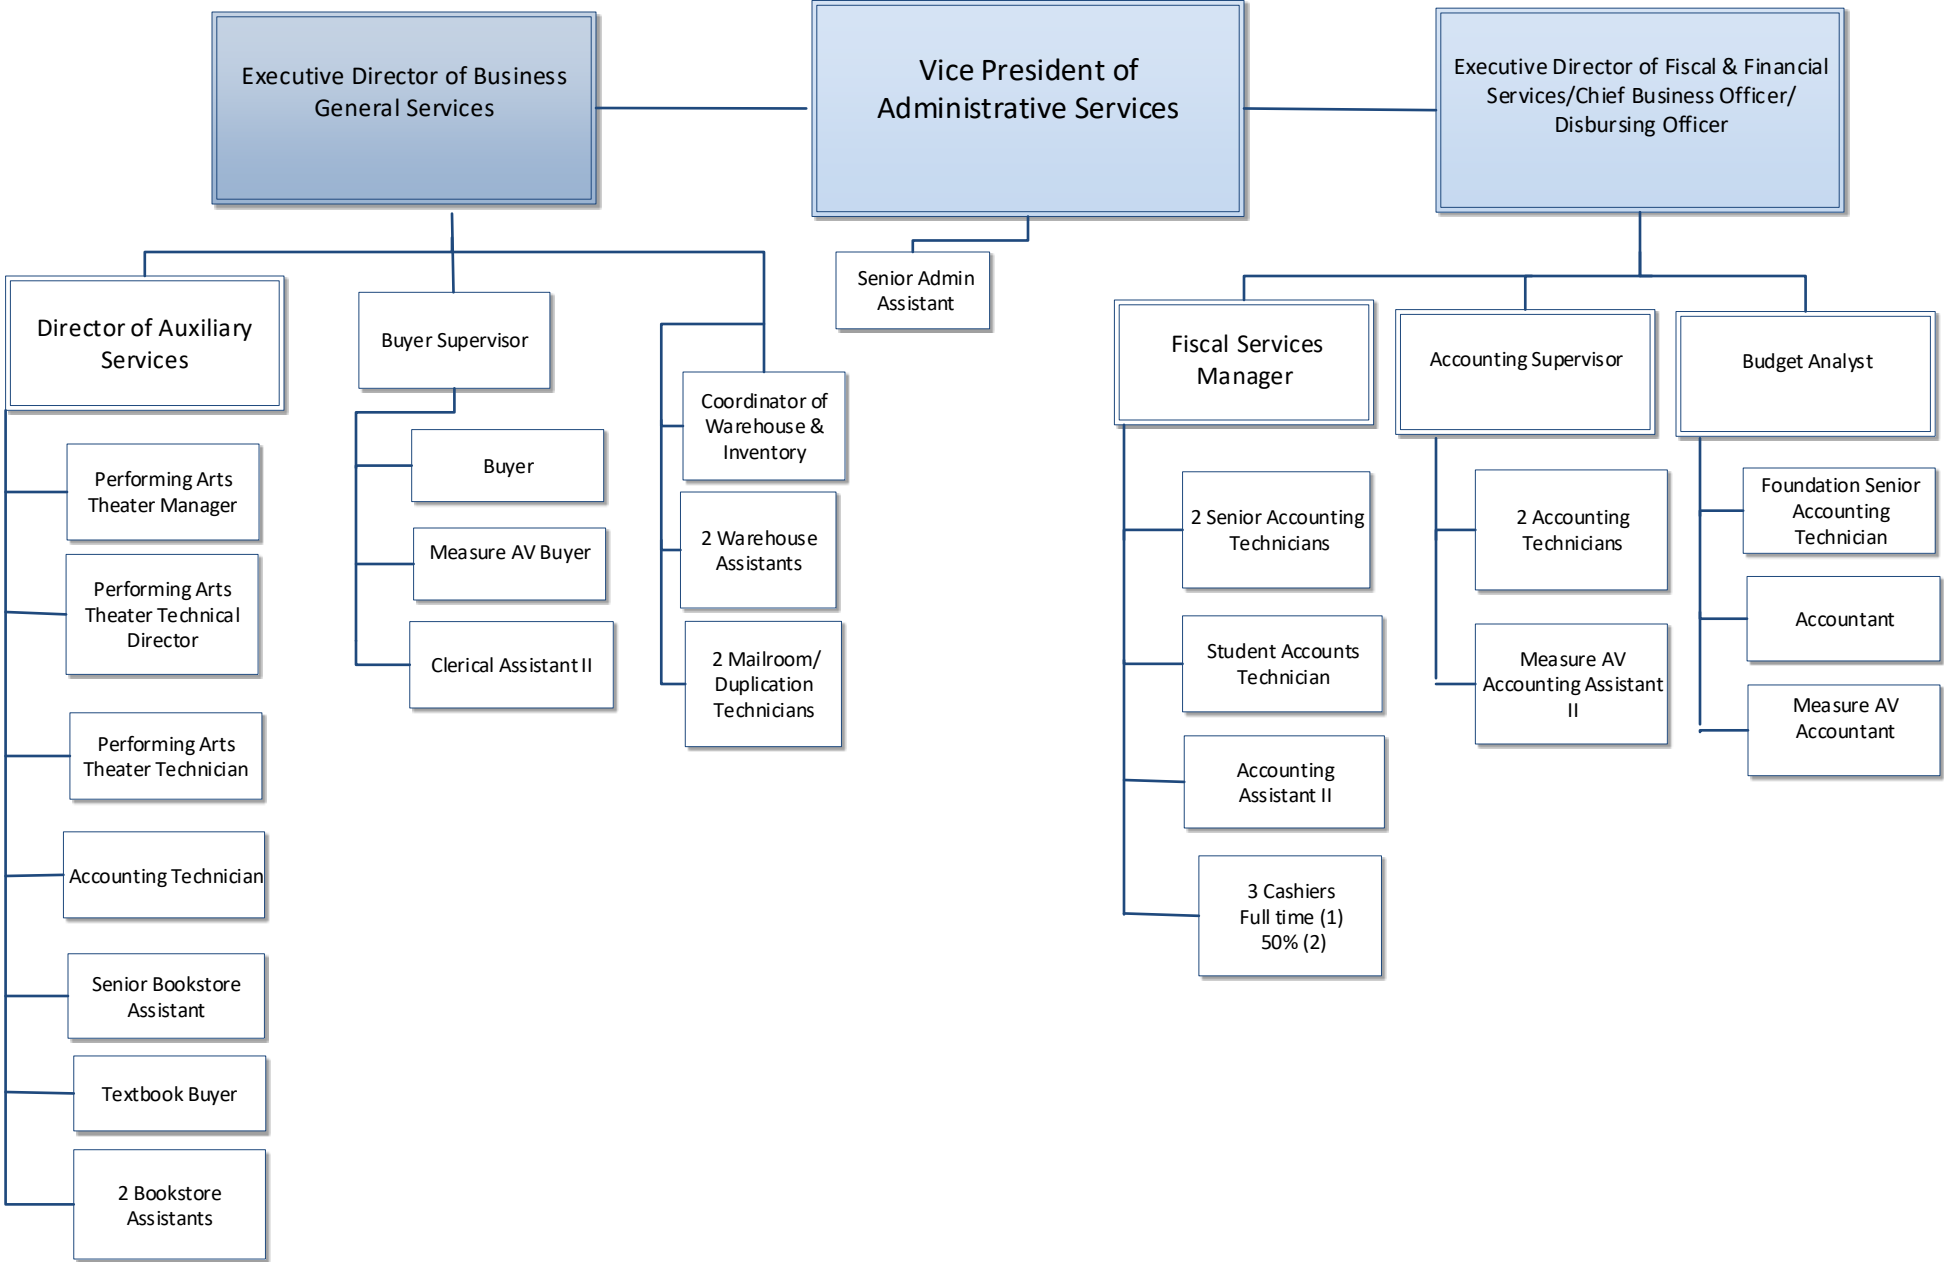 Executive Director of Business
General Services
Vice President of
Administrative Services
Executive Director of Fiscal & Financial
Services/Chief Business Officer/
Disbursing Officer
Senior Admin
Assistant
Director of Auxiliary
Services
Performing Arts
Theater Manager
Performing Arts
Theater Technical
Director
Performing Arts
Theater Technician
Accounting Technician
Senior Bookstore
Assistant
Textbook Buyer
2 Bookstore
Assistants
Buyer Supervisor
Buyer
Measure AV Buyer
Clerical Assistant II
Coordinator of
Warehouse &
Inventory
2 Warehouse
Assistants
2 Mailroom/
Duplication
Technicians
Fiscal Services
Manager
2 Senior Accounting
Technicians
Student Accounts
Technician
Accounting
Assistant II
3 Cashiers
Full time (1)
50% (2)
Accounting Supervisor
2 Accounting
Technicians
Measure AV
Accounting Assistant
II
Budget Analyst
Foundation Senior
Accounting
Technician
Accountant
Measure AV
Accountant